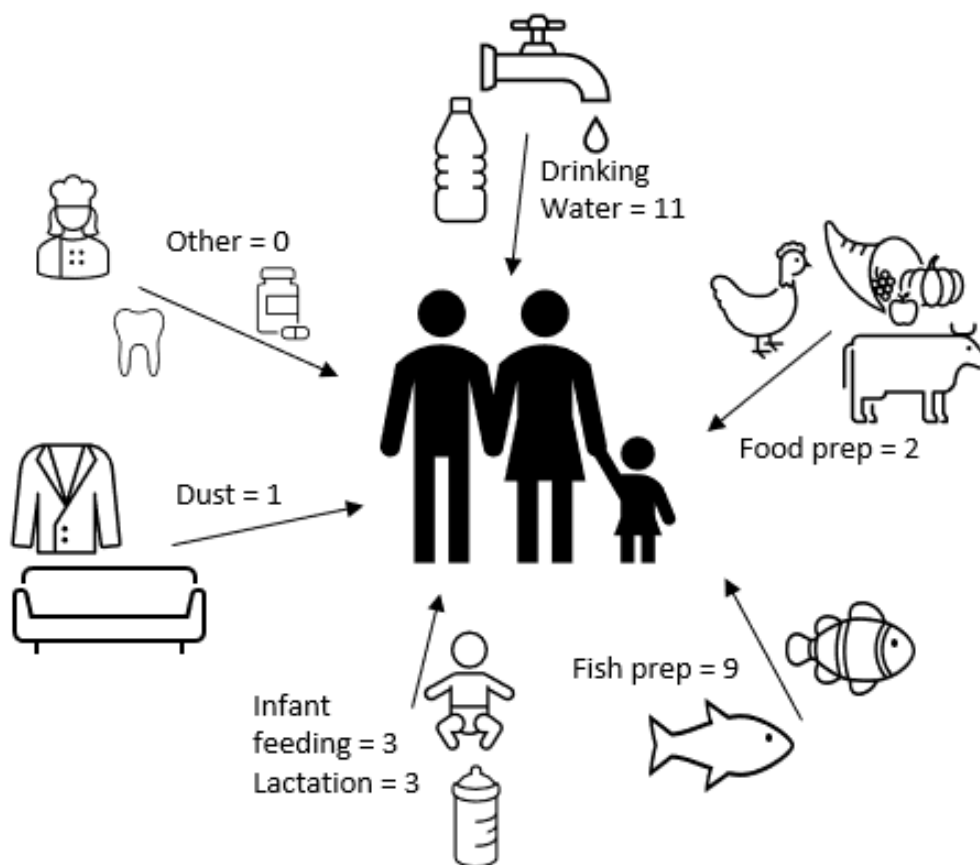 Drinking
Water = 11
Other = 0
Food prep = 2
Dust = 1
Fish prep = 9
Infant
feeding = 3
Lactation = 3